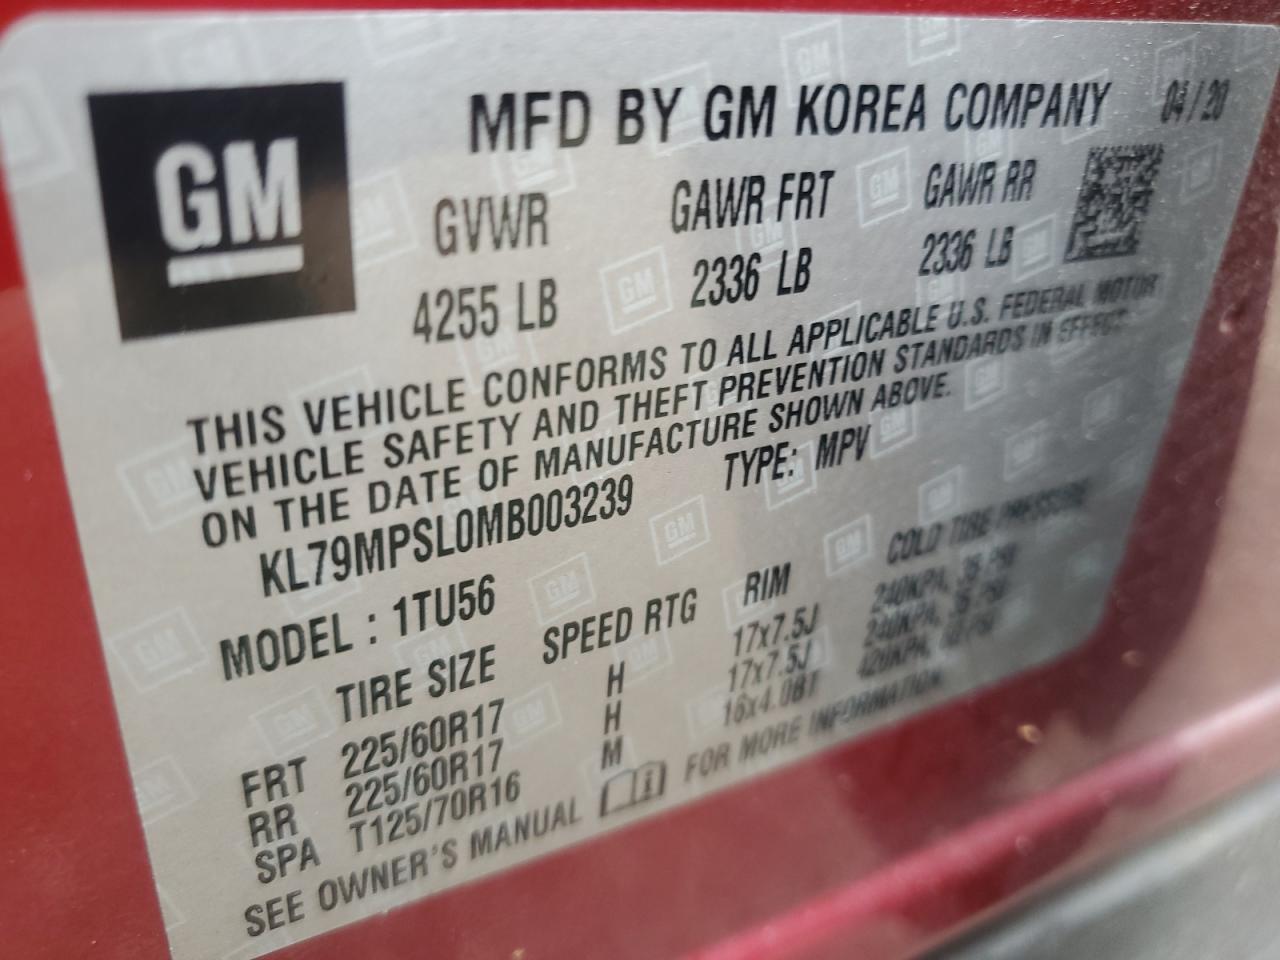 GM
MFD BY GM KOREA COMPANY 04/20
GVWR GAWR FRT GAWR RR
4255 LB 2336 LB 2336 LB
THIS VEHICLE CONFORMS TO ALL APPLICABLE U.S. FEDERAL MOTOR
VEHICLE SAFETY AND THEFT PREVENTION STANDARDS IN EFFECT
ON THE DATE OF MANUFACTURE SHOWN ABOVE.
KL79MPSL0MB003239 TYPE: MPV
MODEL : 1TU56
TIRE SIZE SPEED RTG RIM COLD TIRE PRESSURE
FRT 225/60R17 H 17x7.5J 240KPA, 35 PSI
RR 225/60R17 H 17x7.5J 240KPA, 35 PSI
SPA T125/70R16 M 16x4.0BT 420KPA, 60 PSI
SEE OWNER'S MANUAL FOR MORE INFORMATION.